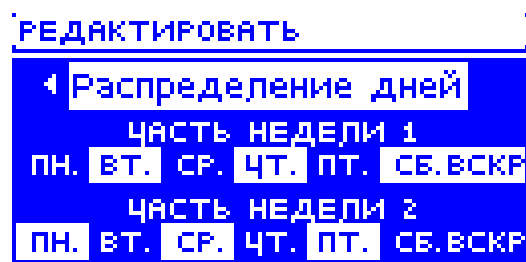 РЕДАКТИРОВАТЬ
Распределение дней
ЧАСТЬ НЕДЕЛИ 1
ПН. ВТ. СР. ЧТ. ПТ. СБ.ВСКР
ЧАСТЬ НЕДЕЛИ 2
ПН. ВТ. СР. ЧТ. ПТ. СБ.ВСКР